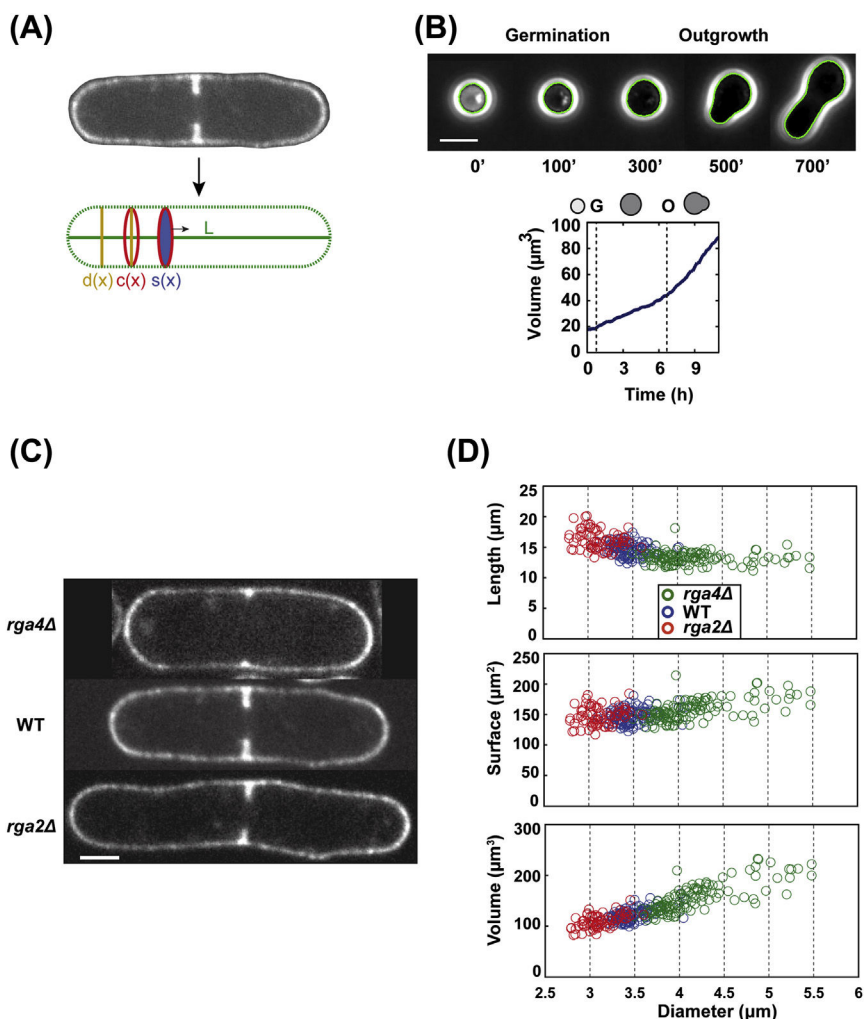 (A)
d(x) c(x) s(x)
L
(B)
Germination Outgrowth
0' 100' 300' 500' 700'
G O
Volume (µm³)
100
80
60
40
20
0
0 3 6 9
Time (h)
(C)
rga4Δ
WT
rga2Δ
(D)
Length (µm)
25
20
15
10
5
0
rga4Δ
WT
rga2Δ
Surface (µm²)
250
200
150
100
50
0
Volume (µm³)
300
200
100
0
2.5 3 3.5 4 4.5 5 5.5 6
Diameter (µm)